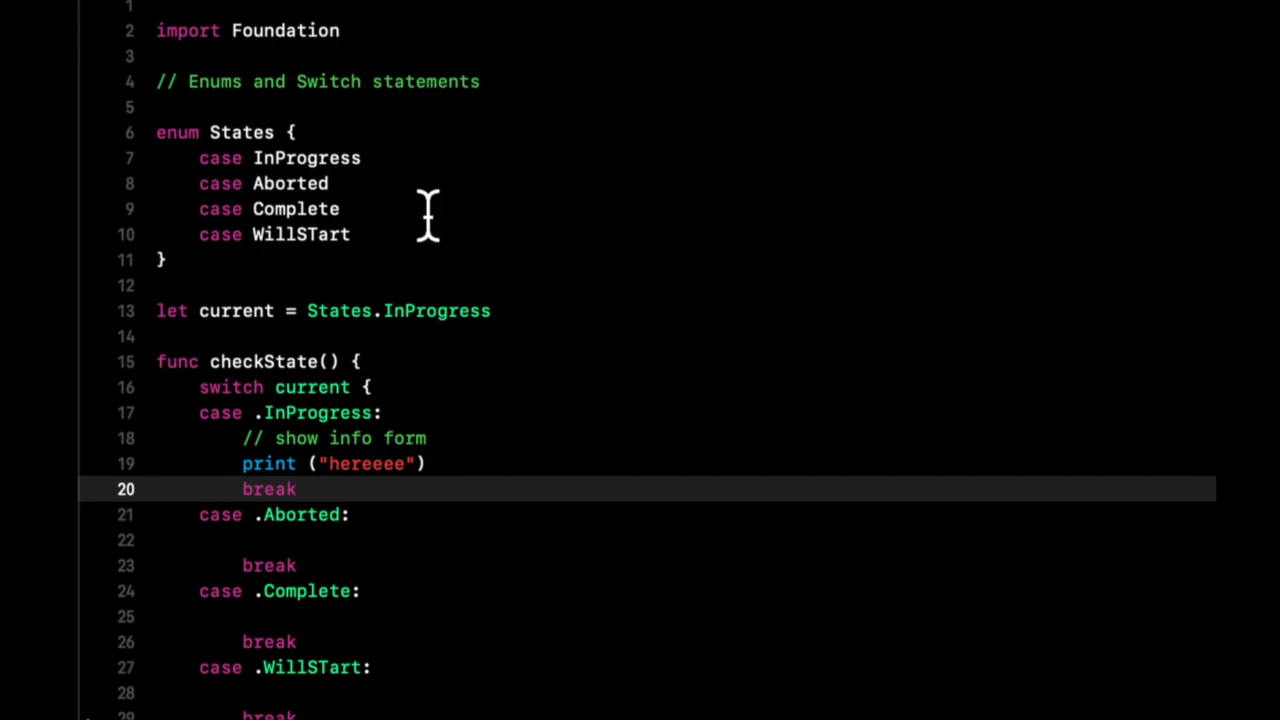 1
2 import Foundation
3
4 // Enums and Switch statements
5
6 enum States {
7     case InProgress
8     case Aborted
9     case Complete
10     case WillSTart
11 }
12
13 let current = States.InProgress
14
15 func checkState() {
16     switch current {
17     case .InProgress:
18         // show info form
19         print ("hereeee")
20         break
21     case .Aborted:
22
23         break
24     case .Complete:
25
26         break
27     case .WillSTart:
28
29         break